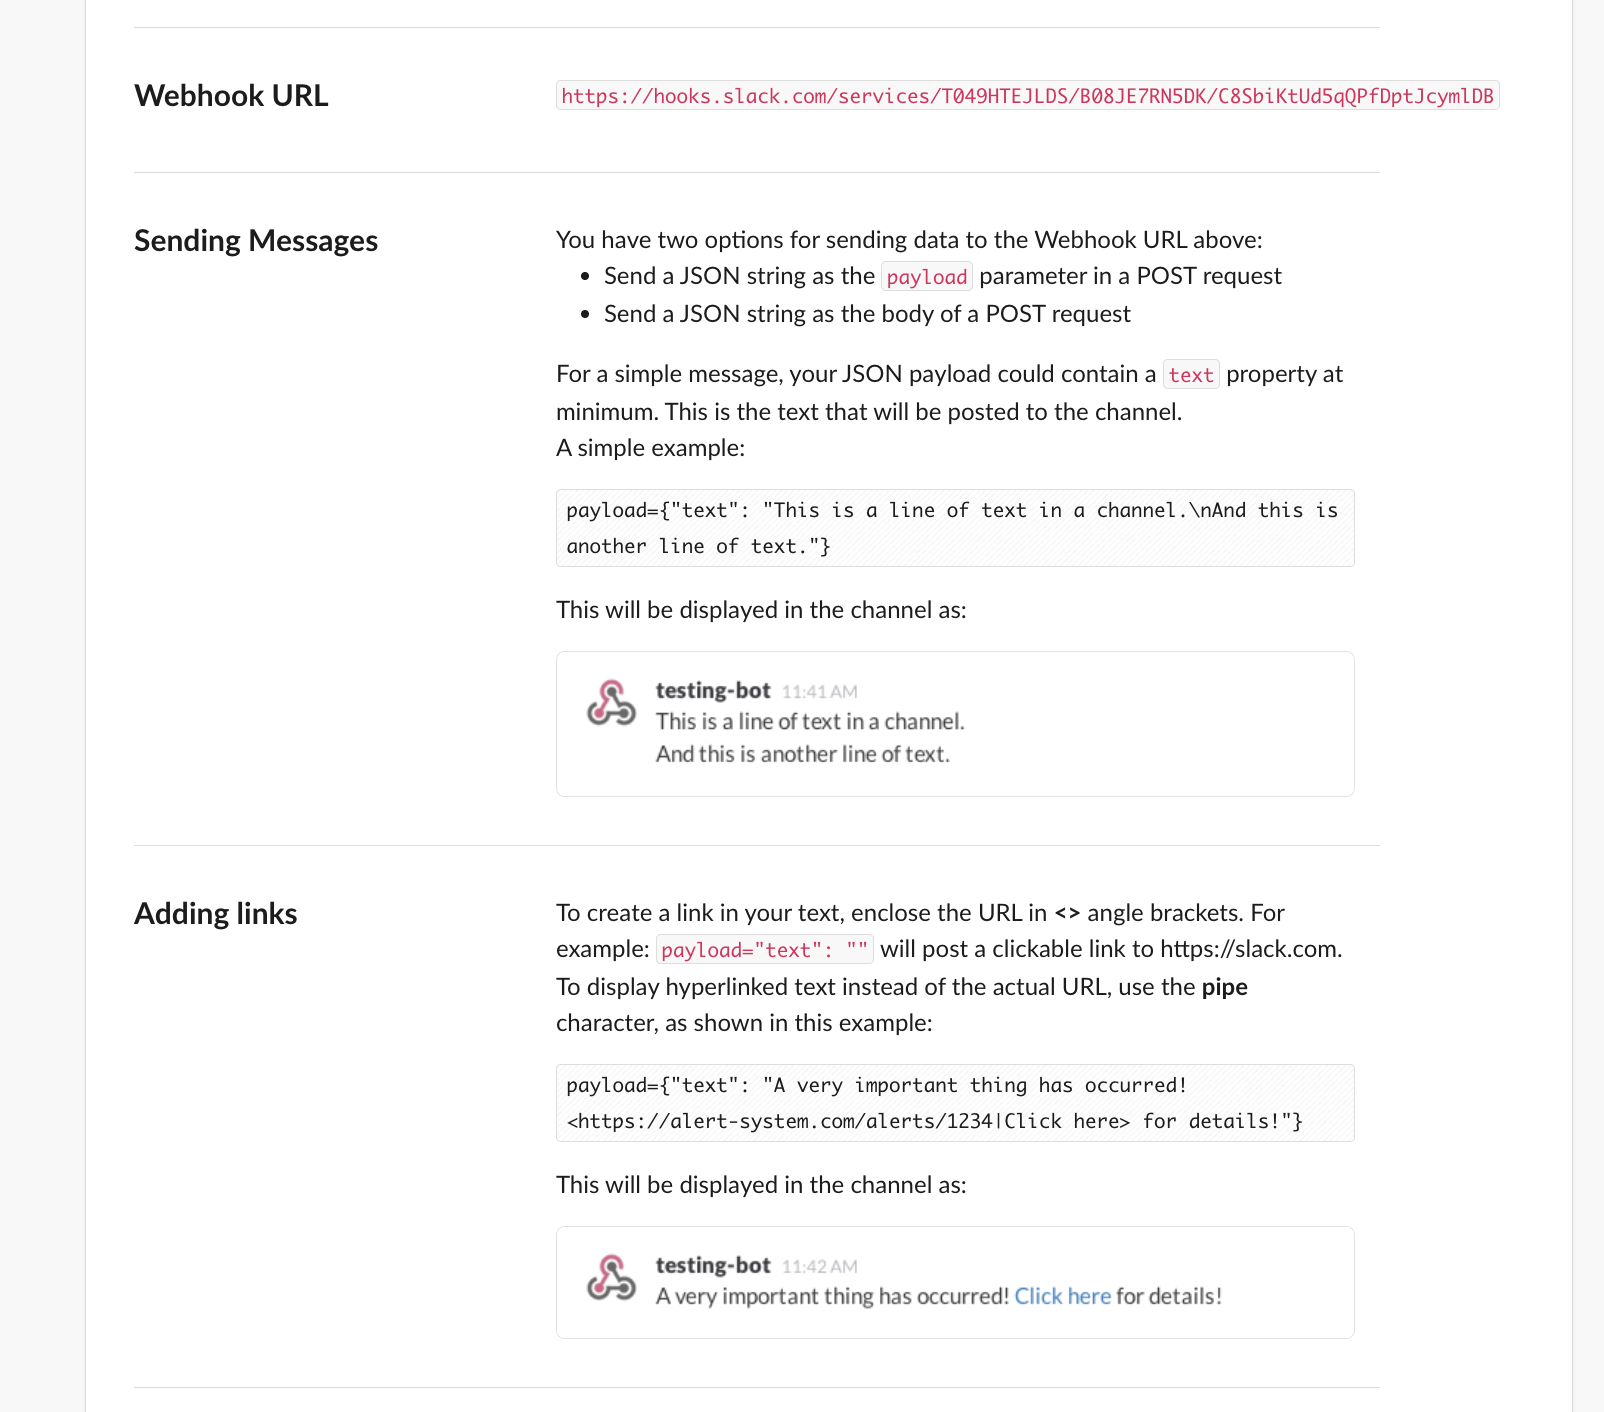 Webhook URL
https://hooks.slack.com/services/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
Sending Messages
You have two options for sending data to the Webhook URL above:
• Send a JSON string as the payload parameter in a POST request
• Send a JSON string as the body of a POST request
For a simple message, your JSON payload could contain a text property at
minimum. This is the text that will be posted to the channel.
A simple example:
payload={"text": "This is a line of text in a channel.\nAnd this is
another line of text."}
This will be displayed in the channel as:
testing-bot 11:41 AM
This is a line of text in a channel.
And this is another line of text.
Adding links
To create a link in your text, enclose the URL in <> angle brackets. For
example: payload="text": "" will post a clickable link to https://slack.com.
To display hyperlinked text instead of the actual URL, use the pipe
character, as shown in this example:
payload={"text": "A very important thing has occurred!
<https://alert-system.com/alerts/1234|Click here> for details!"}
This will be displayed in the channel as:
testing-bot 11:42 AM
A very important thing has occurred! Click here for details!